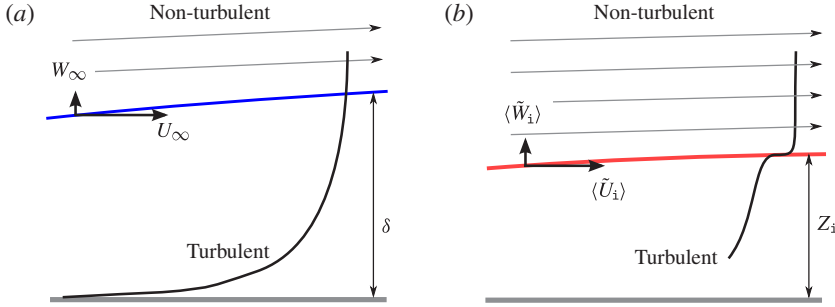 (a)
Non-turbulent
W∞
U∞
δ
Turbulent
(b)
Non-turbulent
⟨W̃ᵢ⟩
⟨Ũᵢ⟩
Zᵢ
Turbulent